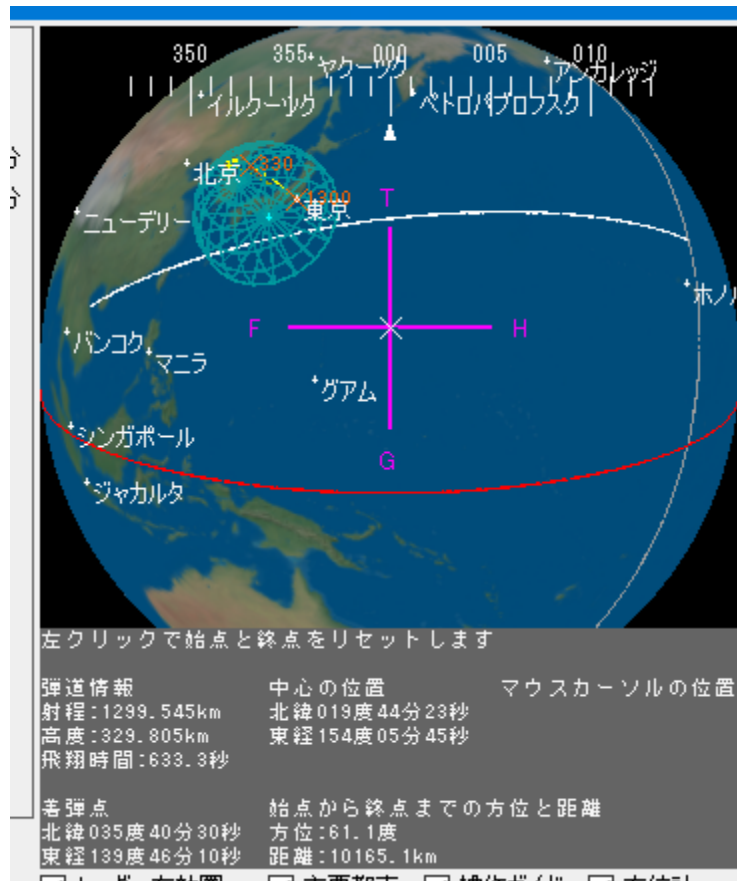 350 355 000 005 010
ヤクーツク アンカレッジ
イルクーツク ペトロパブロフスク
北京 330
T 1300
東京
ニューデリー
ホノル
F H
バンコク
マニラ
グアム
シンガポール
G
ジャカルタ
左クリックで始点と終点をリセットします
弾道情報 中心の位置 マウスカーソルの位置
射程:1299.545km 北緯019度44分23秒
高度:329.805km 東経154度05分45秒
飛翔時間:633.3秒
着弾点 始点から終点までの方位と距離
北緯035度40分30秒 方位:61.1度
東経139度46分10秒 距離:10165.1km